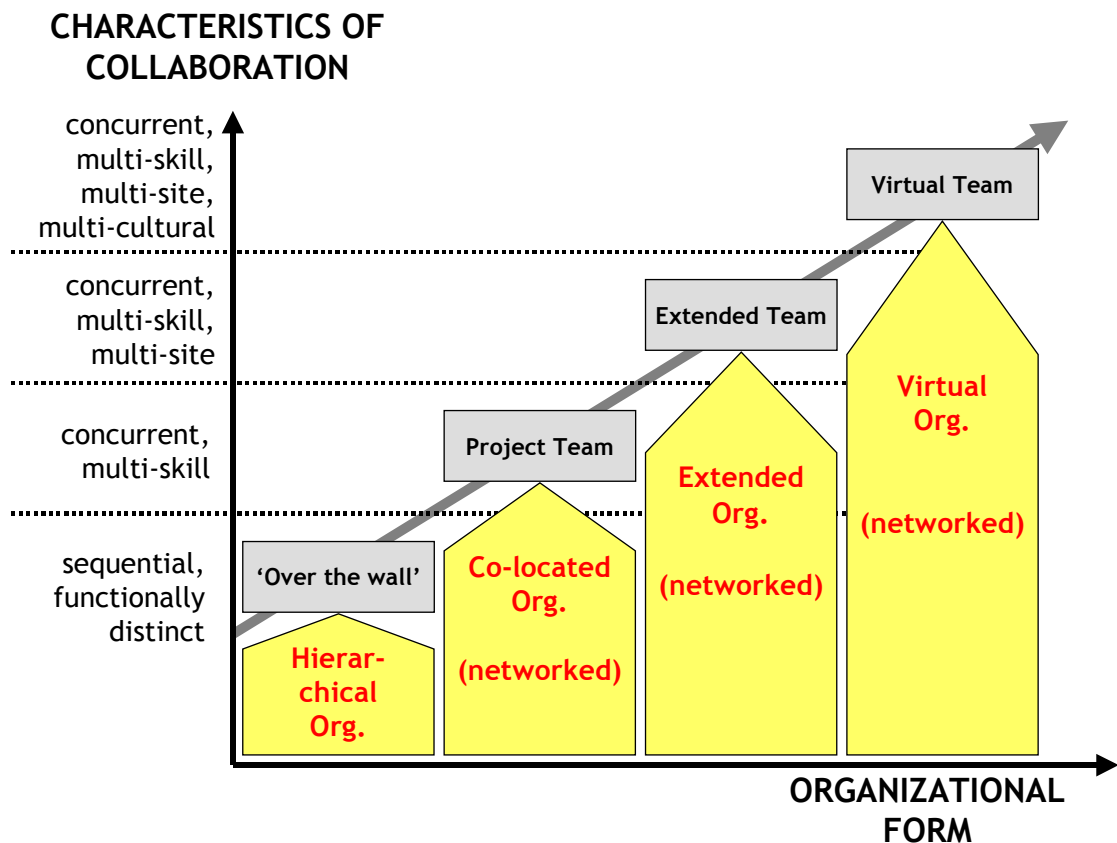 CHARACTERISTICS OF
COLLABORATION
concurrent,
multi-skill,
multi-site,
multi-cultural
concurrent,
multi-skill,
multi-site
concurrent,
multi-skill
sequential,
functionally
distinct
Virtual Team
Extended Team
Project Team
‘Over the wall’
Hierar-
chical
Org.
Co-located
Org.
(networked)
Extended
Org.
(networked)
Virtual
Org.
(networked)
ORGANIZATIONAL
FORM